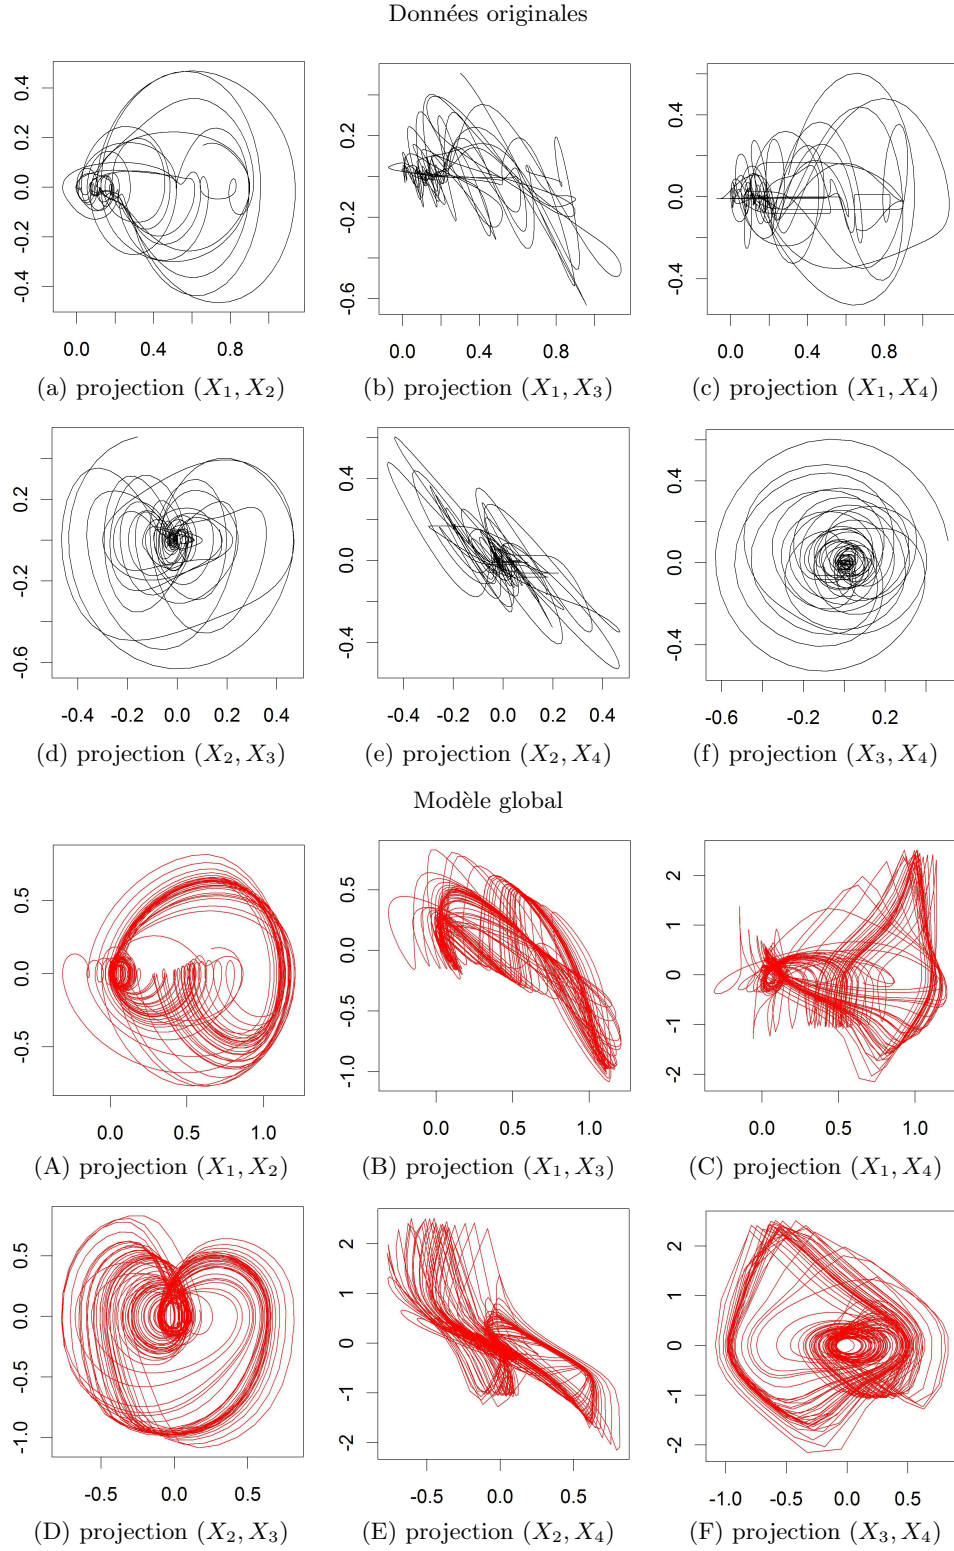 Données originales
0.4
0.2
0.0
-0.2
-0.4
0.0 0.4 0.8
(a) projection (X₁, X₂)
0.2
-0.2
-0.6
0.0 0.4 0.8
(b) projection (X₁, X₃)
0.4
0.0
-0.4
0.0 0.4 0.8
(c) projection (X₁, X₄)
0.2
-0.2
-0.6
-0.4 -0.2 0.0 0.2 0.4
(d) projection (X₂, X₃)
0.4
0.0
-0.4
-0.4 -0.2 0.0 0.2 0.4
(e) projection (X₂, X₄)
0.4
0.0
-0.4
-0.6 -0.2 0.2
(f) projection (X₃, X₄)
Modèle global
0.5
0.0
-0.5
0.0 0.5 1.0
(A) projection (X₁, X₂)
0.5
0.0
-0.5
-1.0
0.0 0.5 1.0
(B) projection (X₁, X₃)
2
1
0
-1
-2
0.0 0.5 1.0
(C) projection (X₁, X₄)
0.5
0.0
-0.5
-1.0
-0.5 0.0 0.5
(D) projection (X₂, X₃)
2
1
0
-1
-2
-0.5 0.0 0.5
(E) projection (X₂, X₄)
2
1
0
-1
-2
-1.0 -0.5 0.0 0.5
(F) projection (X₃, X₄)